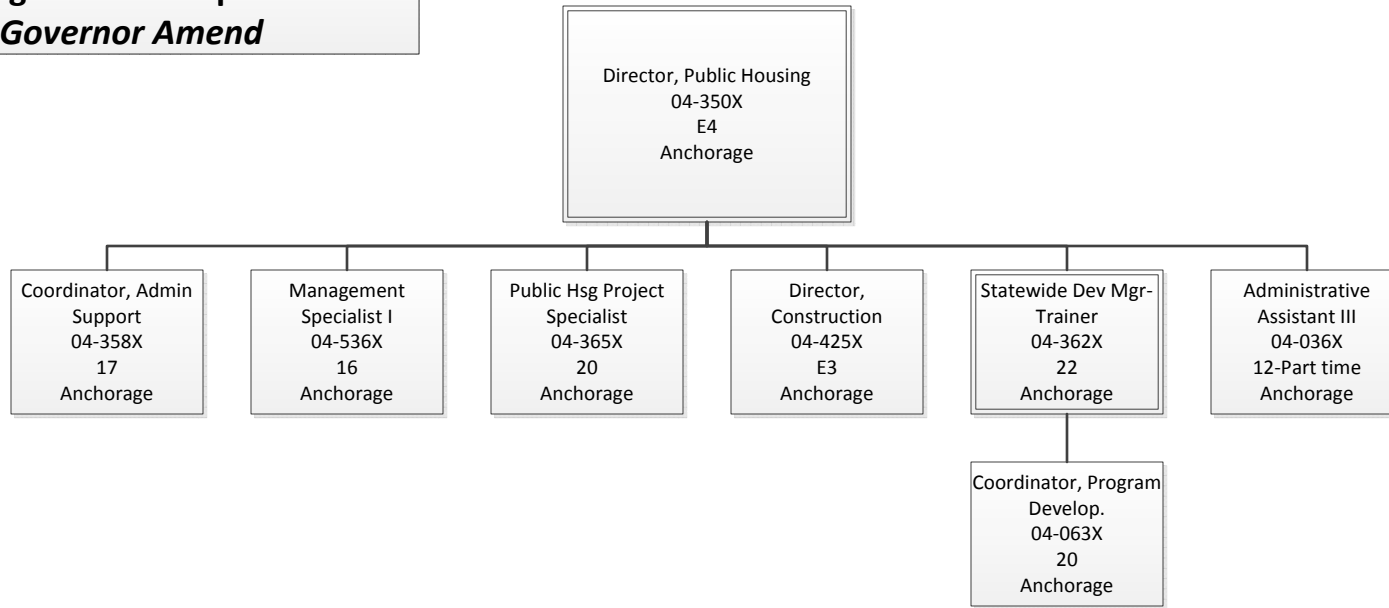 Governor Amend
Director, Public Housing
04-350X
E4
Anchorage
Coordinator, Admin
Support
04-358X
17
Anchorage
Management
Specialist I
04-536X
16
Anchorage
Public Hsg Project
Specialist
04-365X
20
Anchorage
Director,
Construction
04-425X
E3
Anchorage
Statewide Dev Mgr-
Trainer
04-362X
22
Anchorage
Administrative
Assistant III
04-036X
12-Part time
Anchorage
Coordinator, Program
Develop.
04-063X
20
Anchorage